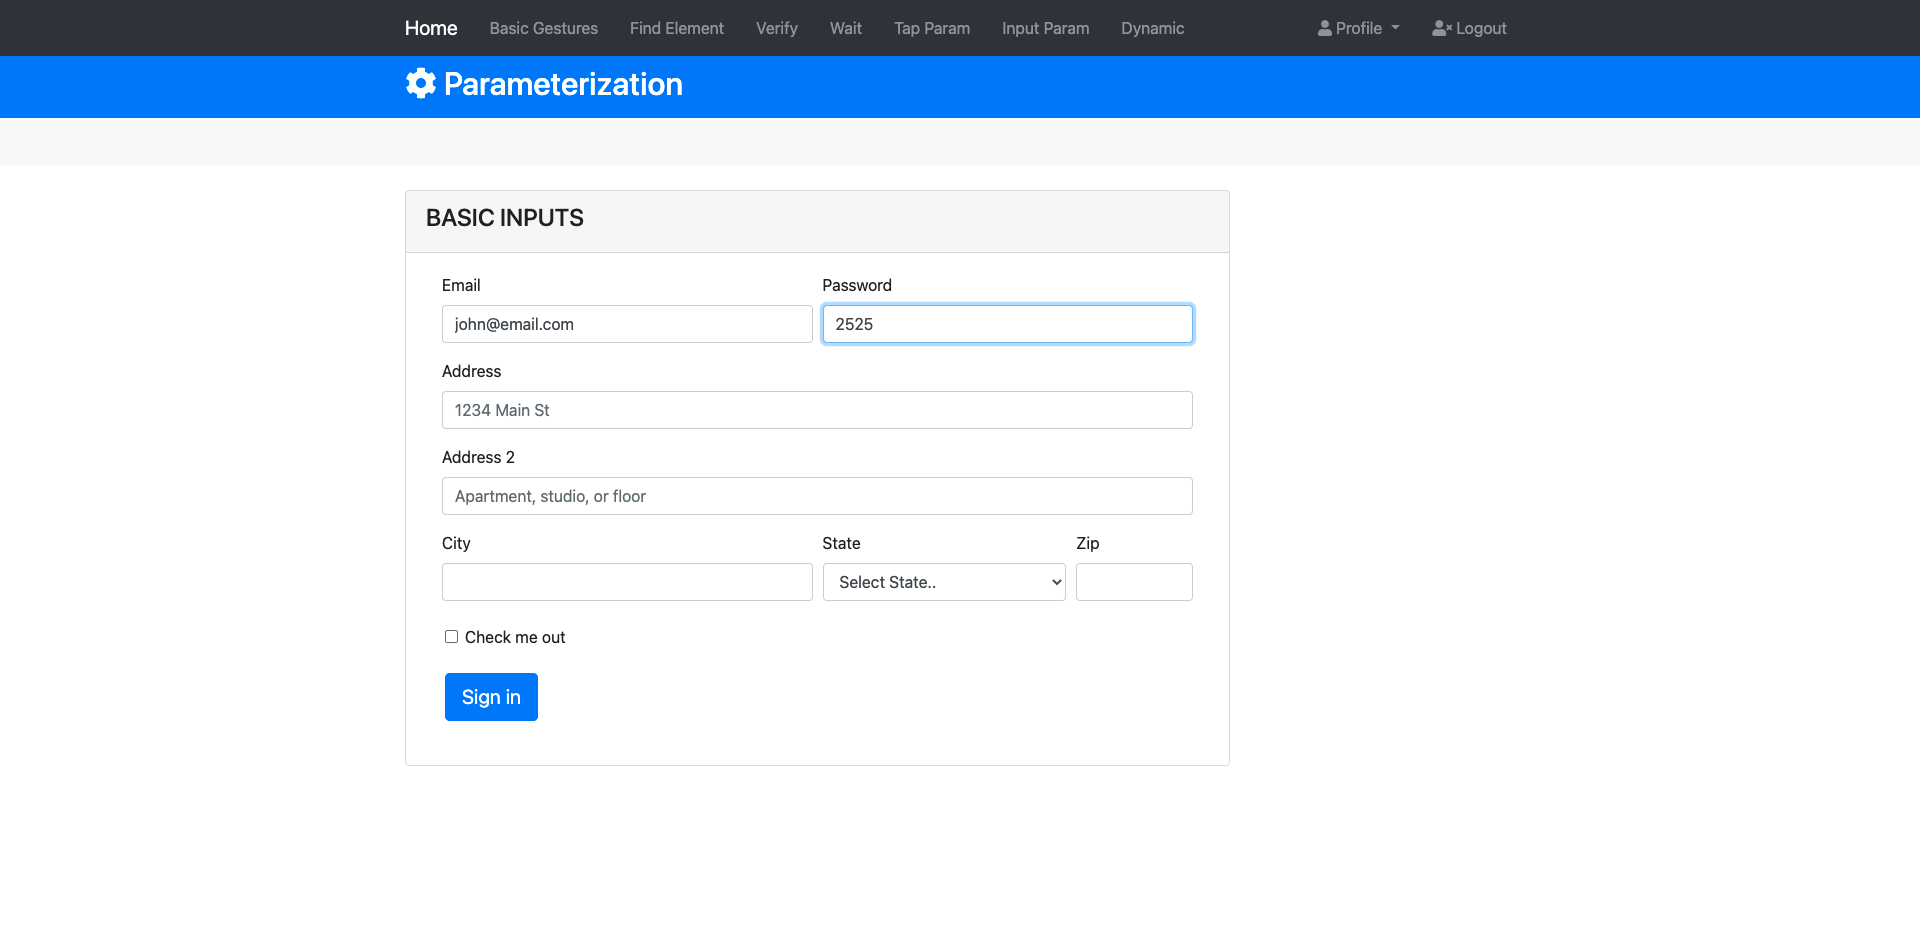 Home Basic Gestures Find Element Verify Wait Tap Param Input Param Dynamic Profile Logout
Parameterization
BASIC INPUTS
Email Password
john@email.com 2525
Address
1234 Main St
Address 2
Apartment, studio, or floor
City State Zip
Select State..
Check me out
Sign in